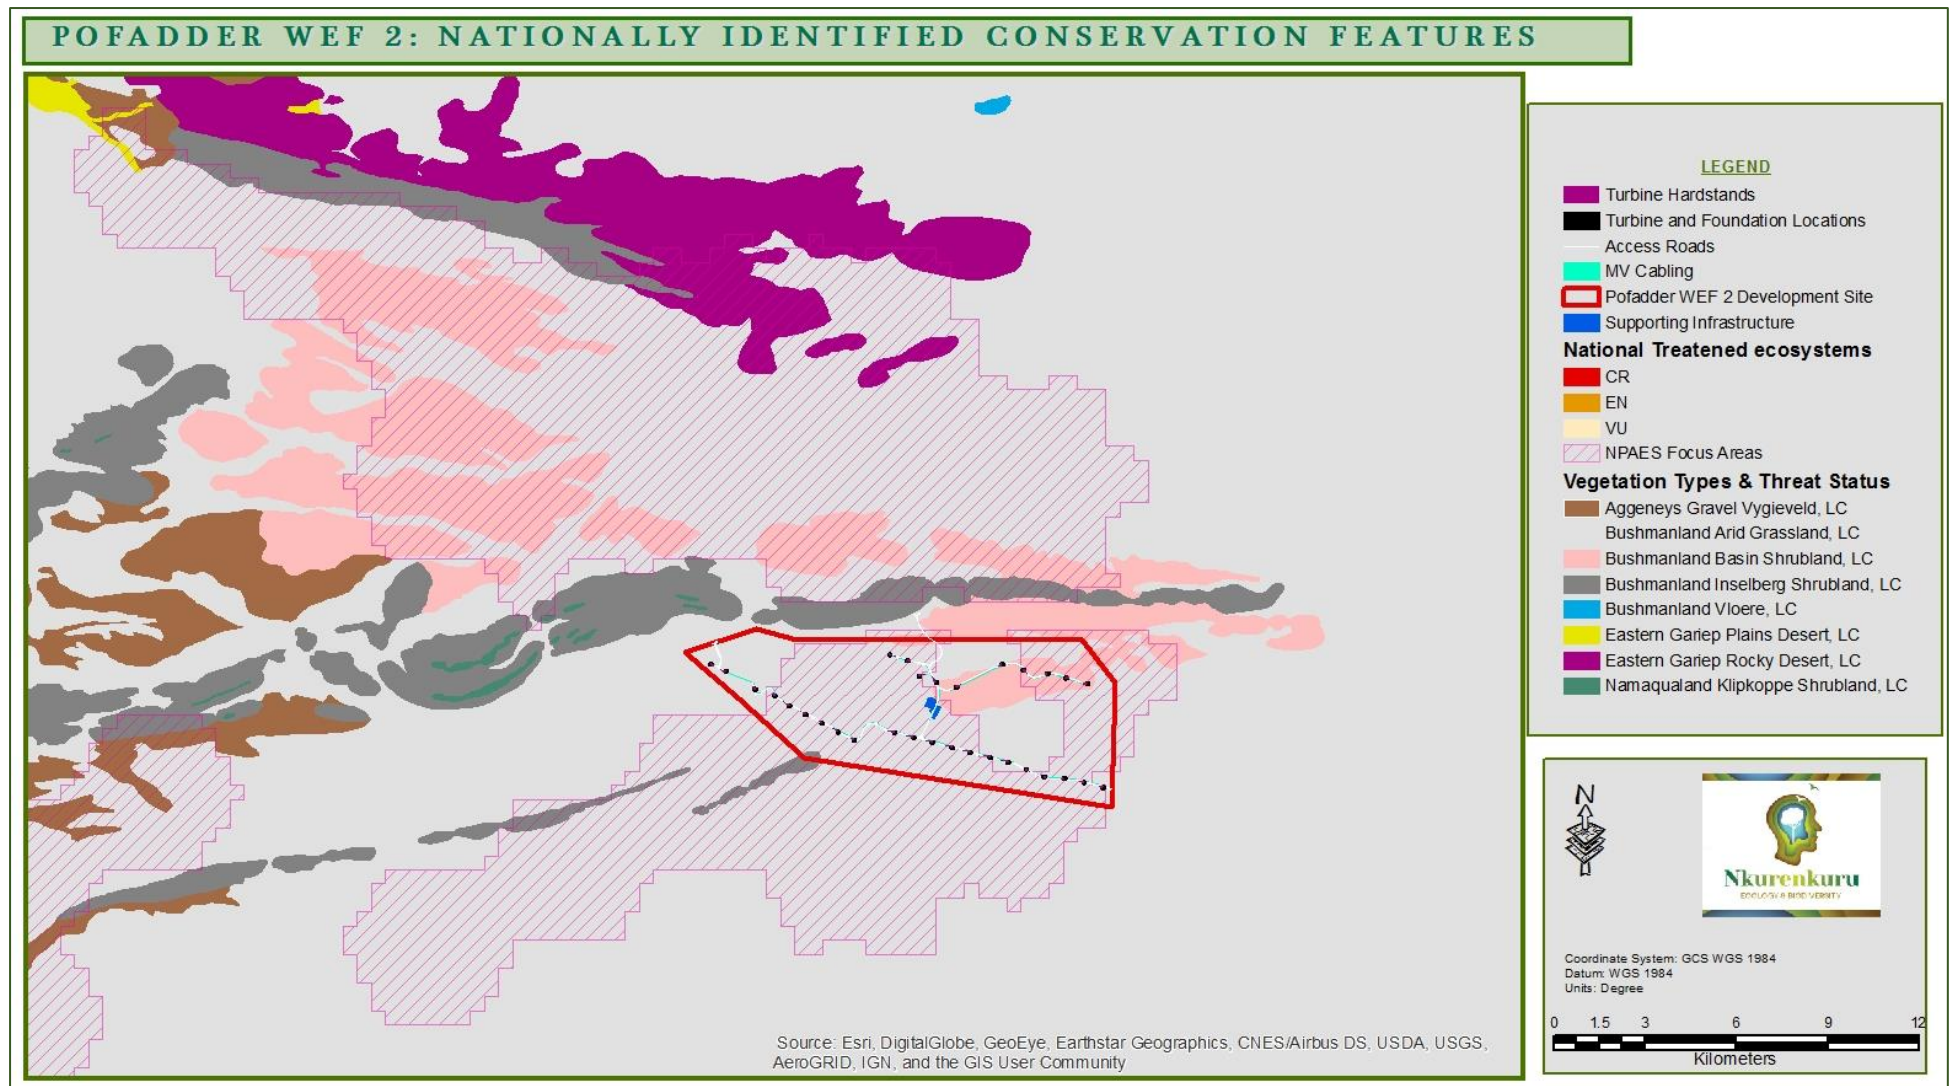 POFADDER WEF 2: NATIONALLY IDENTIFIED CONSERVATION FEATURES
LEGEND
Turbine Hardstands
Turbine and Foundation Locations
Access Roads
MV Cabling
Pofadder WEF 2 Development Site
Supporting Infrastructure
National Treatened ecosystems
CR
EN
VU
NPAES Focus Areas
Vegetation Types & Threat Status
Aggeneys Gravel Vygieveld, LC
Bushmanland Arid Grassland, LC
Bushmanland Basin Shrubland, LC
Bushmanland Inselberg Shrubland, LC
Bushmanland Vloere, LC
Eastern Gariep Plains Desert, LC
Eastern Gariep Rocky Desert, LC
Namaqualand Klipkoppe Shrubland, LC
N
Nkurenkuru
ECOLOGY & BIODIVERSITY
Coordinate System: GCS WGS 1984
Datum: WGS 1984
Units: Degree
0 1.5 3 6 9 12
Kilometers
Source: Esri, DigitalGlobe, GeoEye, Earthstar Geographics, CNES/Airbus DS, USDA, USGS,
AeroGRID, IGN, and the GIS User Community